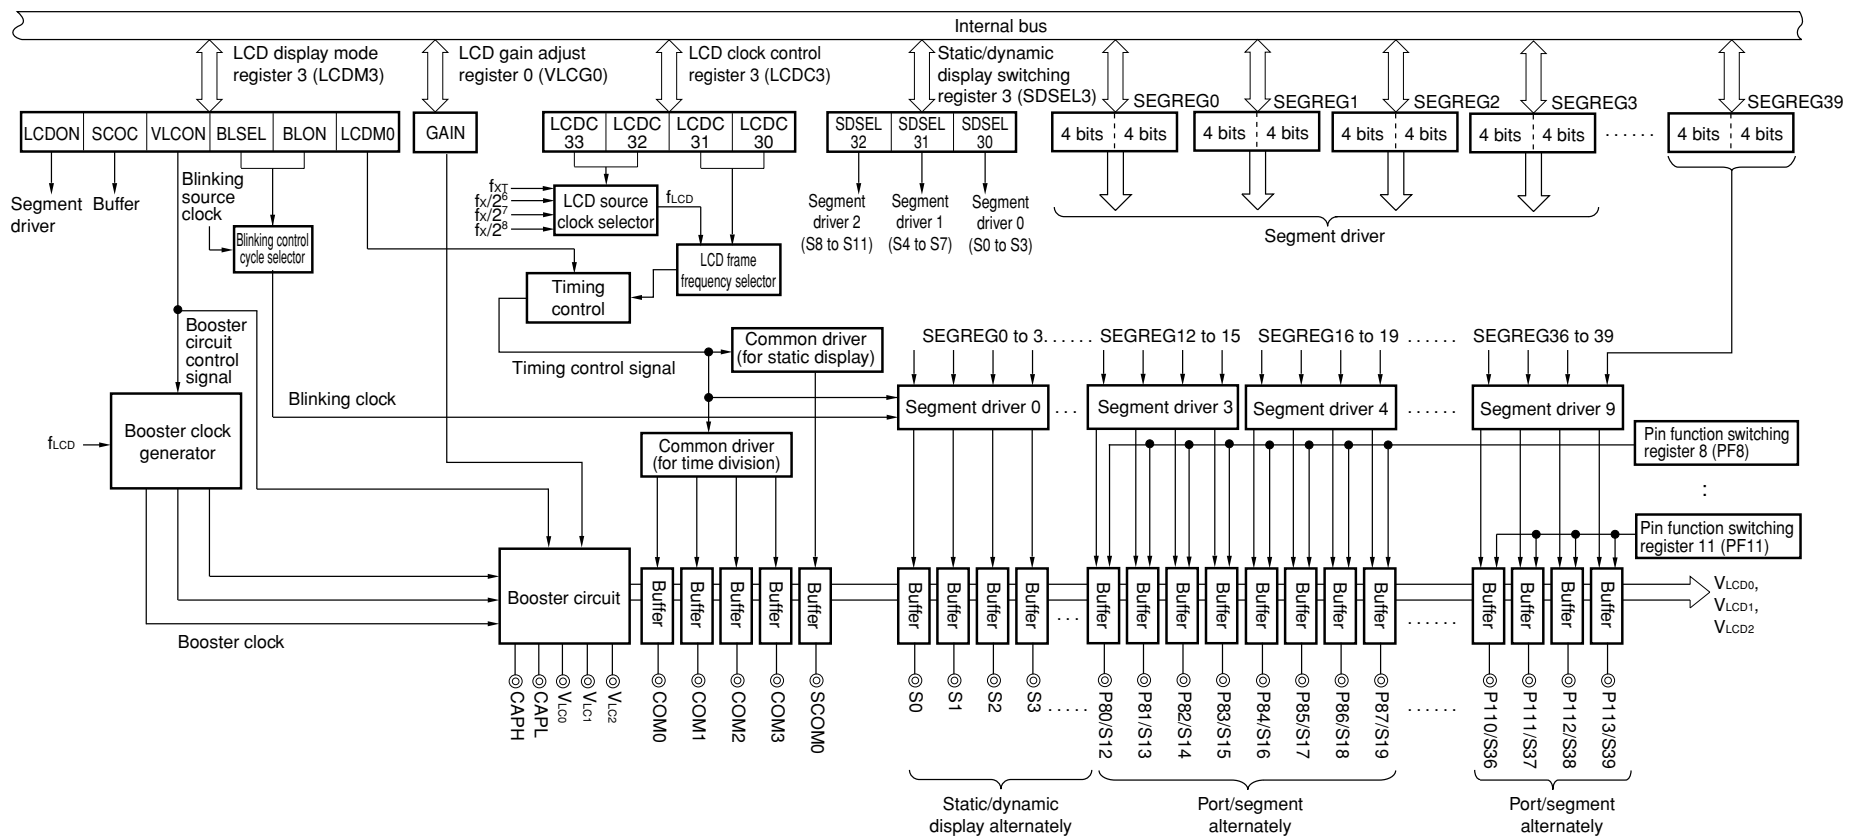 Internal bus
LCD display mode
register 3 (LCDM3)
LCD gain adjust
register 0 (VLCG0)
LCD clock control
register 3 (LCDC3)
Static/dynamic
display switching
register 3 (SDSEL3)
SEGREG0
SEGREG1
SEGREG2
SEGREG3
SEGREG39
LCDON
SCOC
VLCON
BLSEL
BLON
LCDM0
GAIN
LCDC
33
LCDC
32
LCDC
31
LCDC
30
SDSEL
32
SDSEL
31
SDSEL
30
4 bits
4 bits
4 bits
4 bits
4 bits
4 bits
4 bits
4 bits
......
4 bits
4 bits
Segment
driver
Buffer
Blinking
source
clock
Blinking control
cycle selector
fXT
fX/2^6
fX/2^7
fX/2^8
LCD source
clock selector
fLCD
LCD frame
frequency selector
Timing
control
Segment
driver 2
(S8 to S11)
Segment
driver 1
(S4 to S7)
Segment
driver 0
(S0 to S3)
Segment driver
Booster
circuit
control
signal
Timing control signal
Common driver
(for static display)
SEGREG0 to 3......
SEGREG12 to 15
SEGREG16 to 19
......
SEGREG36 to 39
Blinking clock
fLCD
Booster clock
generator
Common driver
(for time division)
Segment driver 0
...
Segment driver 3
Segment driver 4
......
Segment driver 9
Pin function switching
register 8 (PF8)
:
Pin function switching
register 11 (PF11)
Booster clock
Booster circuit
Buffer
Buffer
Buffer
Buffer
Buffer
Buffer
Buffer
Buffer
Buffer
...
Buffer
Buffer
Buffer
Buffer
Buffer
Buffer
Buffer
Buffer
......
Buffer
Buffer
Buffer
Buffer
VLCD0,
VLCD1,
VLCD2
CAPH
CAPL
VLC0
VLC1
VLC2
COM0
COM1
COM2
COM3
SCOM0
S0
S1
S2
S3
......
P80/S12
P81/S13
P82/S14
P83/S15
P84/S16
P85/S17
P86/S18
P87/S19
......
P110/S36
P111/S37
P112/S38
P113/S39
Static/dynamic
display alternately
Port/segment
alternately
Port/segment
alternately